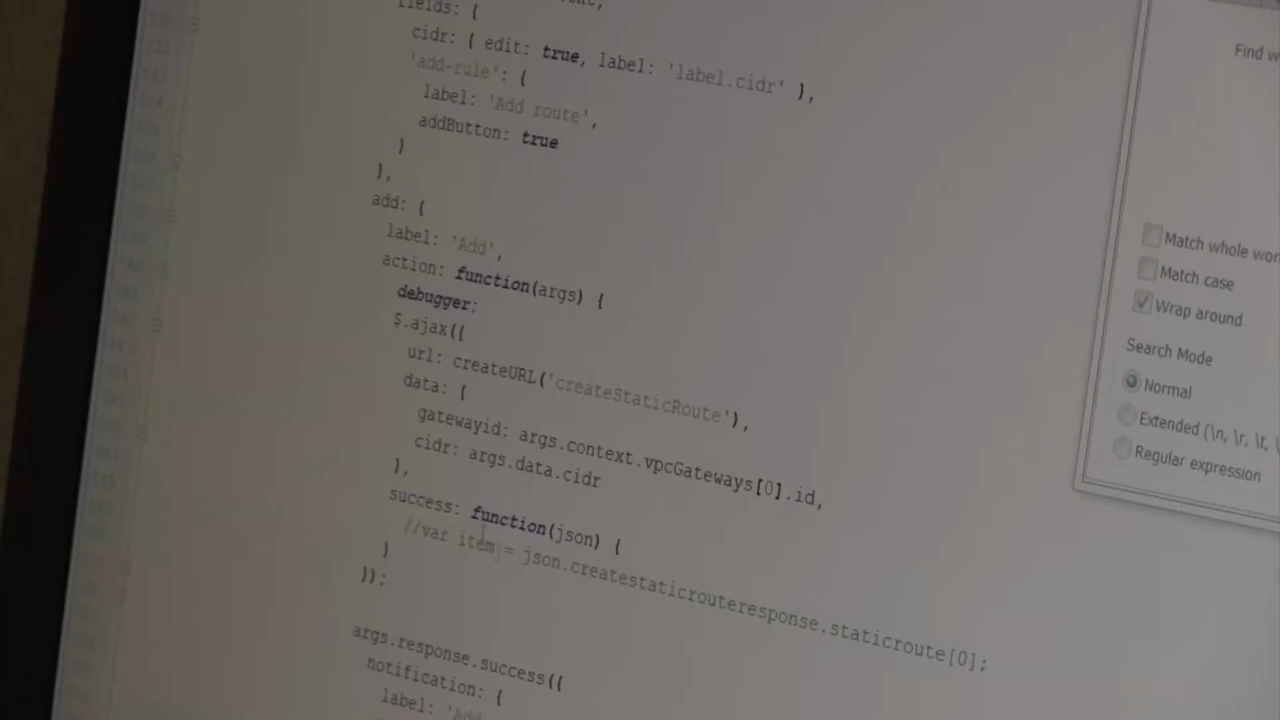 fields: {
cidr: { edit: true, label: 'label.cidr' },
'add-rule': {
label: 'Add route',
addButton: true
}
},
add: {
label: 'Add',
action: function(args) {
debugger;
$.ajax({
url: createURL('createStaticRoute'),
data: {
gatewayid: args.context.vpcGateways[0].id,
cidr: args.data.cidr
},
success: function(json) {
//var item = json.createstaticrouteresponse.staticroute[0];
}
});
args.response.success({
notification: {
label: 'Add
Find w
Match whole wor
Match case
Wrap around
Search Mode
Normal
Extended (\n, \r, \t, \
Regular expression